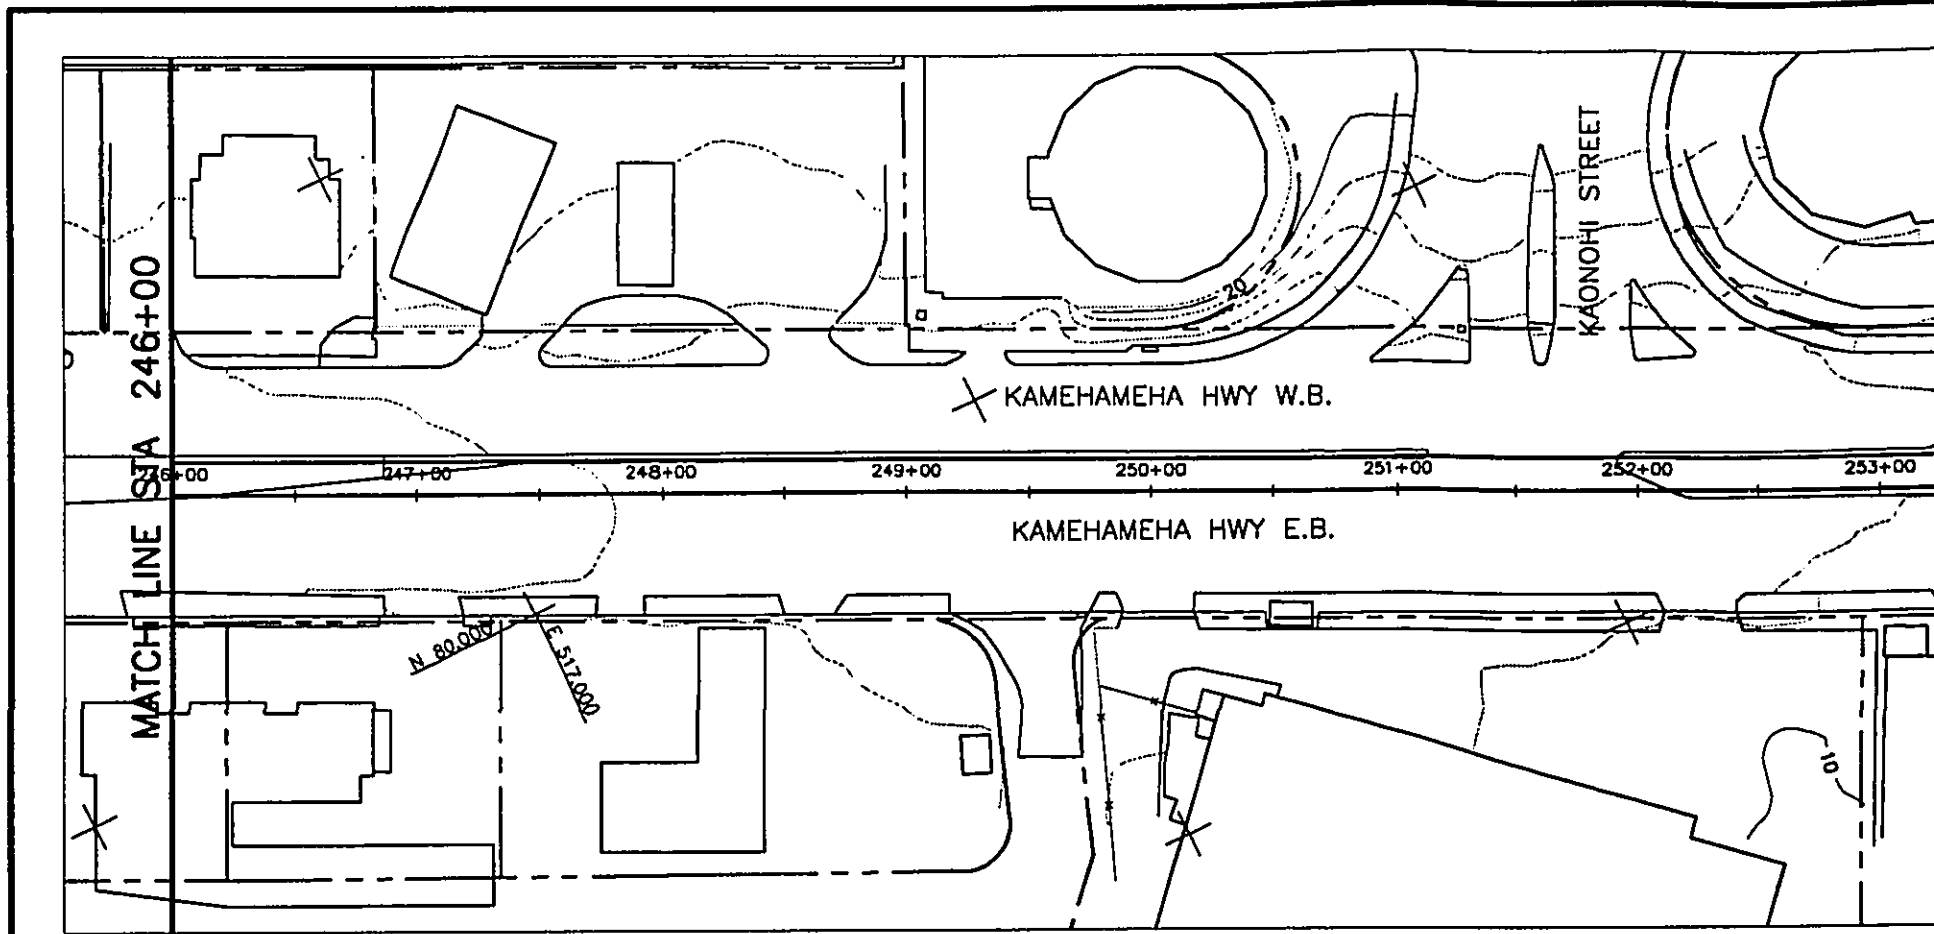 MATCH LINE STA 246+00
KAONOHI STREET
20
KAMEHAMEHA HWY W.B.
246+00 247+00 248+00 249+00 250+00 251+00 252+00 253+00
KAMEHAMEHA HWY E.B.
N 80,000
E 517,000
10